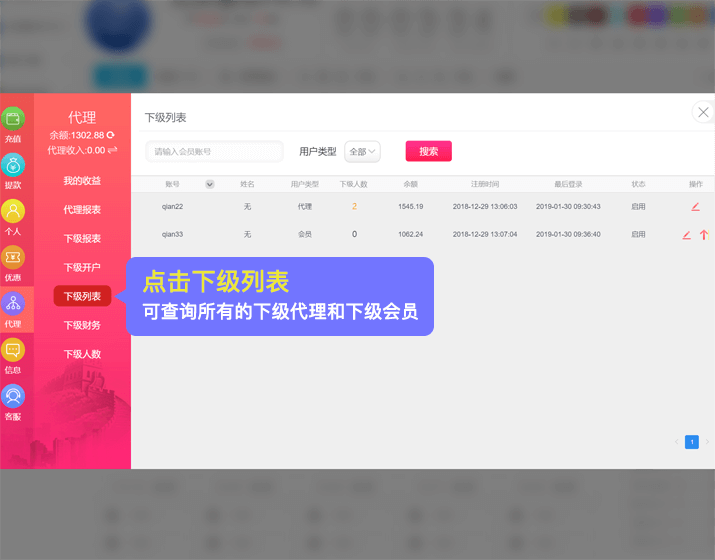 充值
提款
个人
优惠
代理
信息
客服
代理
余额:1302.88
代理收入:0.00
我的收益
代理报表
下级报表
下级开户
下级列表
下级财务
下级人数
下级列表
请输入会员账号 用户类型 全部 搜索
账号 姓名 用户类型 下级人数 余额 注册时间 最后登录 状态 操作
qian22 无 代理 2 1545.19 2018-12-29 13:06:03 2019-01-30 09:30:43 启用
qian33 无 会员 0 1062.24 2018-12-29 13:07:04 2019-01-30 09:36:40 启用
点击下级列表
可查询所有的下级代理和下级会员
1